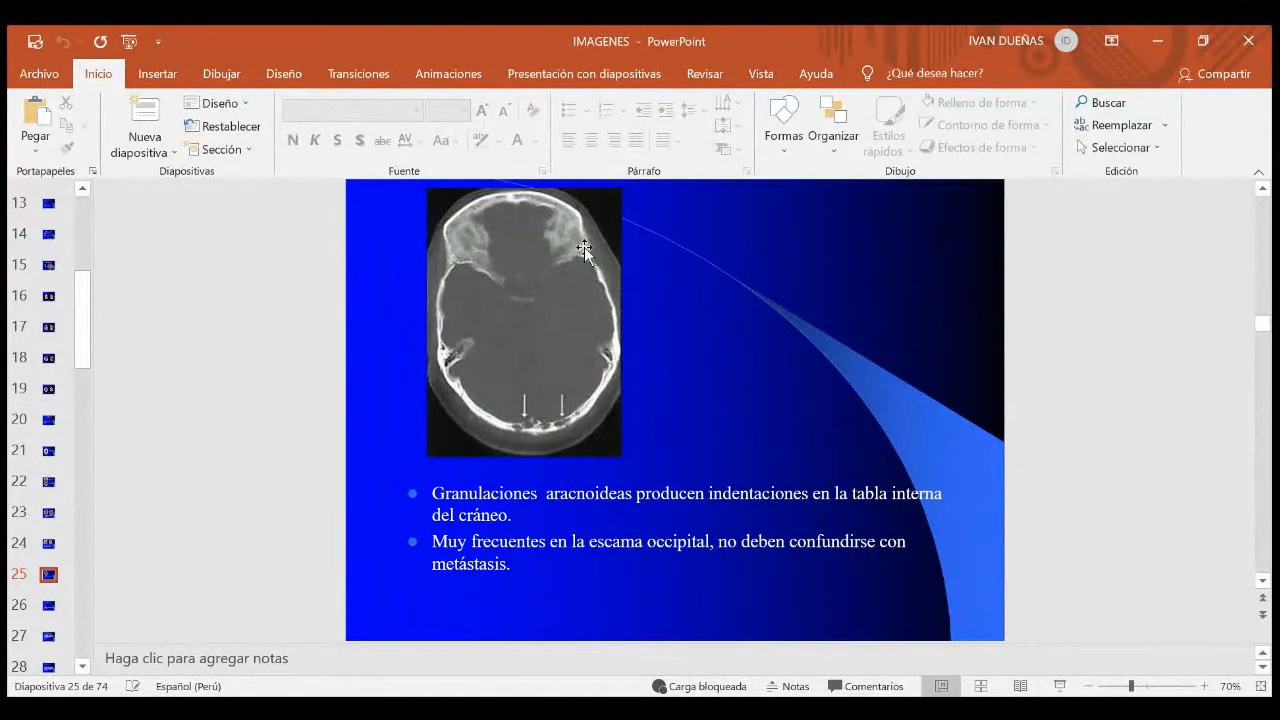 IMAGENES - PowerPoint
IVAN DUEÑAS
ID
Archivo
Inicio
Insertar
Dibujar
Diseño
Transiciones
Animaciones
Presentación con diapositivas
Revisar
Vista
Ayuda
¿Qué desea hacer?
Compartir
Pegar
Nueva
diapositiva
Diseño
Restablecer
Sección
N K S S abc AV Aa A
Formas
Organizar
Estilos
rápidos
Relleno de forma
Contorno de forma
Efectos de forma
Buscar
Reemplazar
Seleccionar
Portapapeles
Diapositivas
Fuente
Párrafo
Dibujo
Edición
13
14
15
16
17
18
19
20
21
22
23
24
25
26
27
28
Granulaciones aracnoideas producen indentaciones en la tabla interna
del cráneo.
Muy frecuentes en la escama occipital, no deben confundirse con
metástasis.
Haga clic para agregar notas
Diapositiva 25 de 74
Español (Perú)
Carga bloqueada
Notas
Comentarios
70%